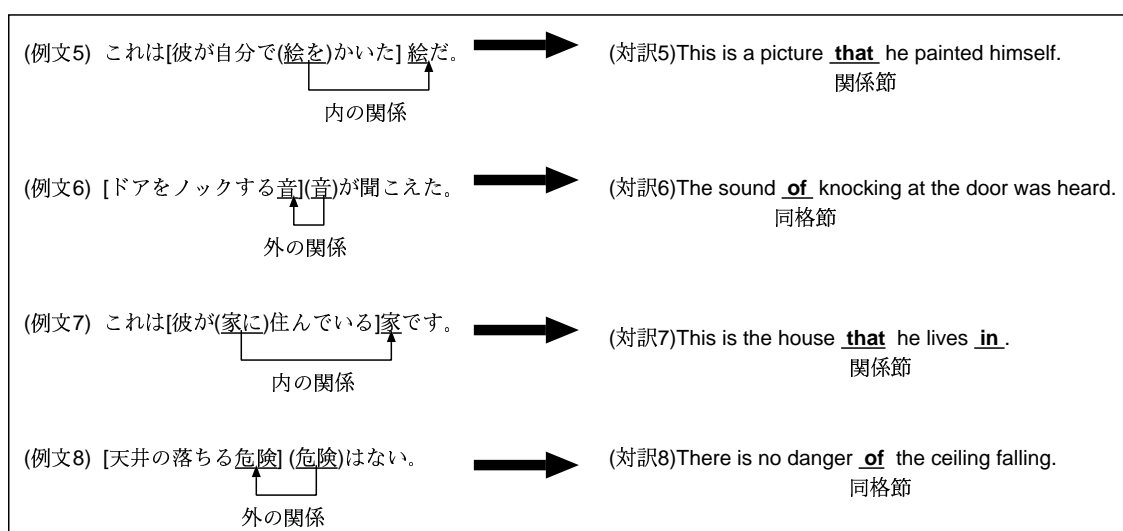 (例文5) これは[彼が自分で(絵を)かいた] 絵だ。 (対訳5)This is a picture that he painted himself.
関係節
内の関係
(例文6) [ドアをノックする音](音)が聞こえた。 (対訳6)The sound of knocking at the door was heard.
同格節
外の関係
(例文7) これは[彼が(家に)住んでいる]家です。 (対訳7)This is the house that he lives in .
関係節
内の関係
(例文8) [天井の落ちる危険] (危険)はない。 (対訳8)There is no danger of the ceiling falling.
同格節
外の関係